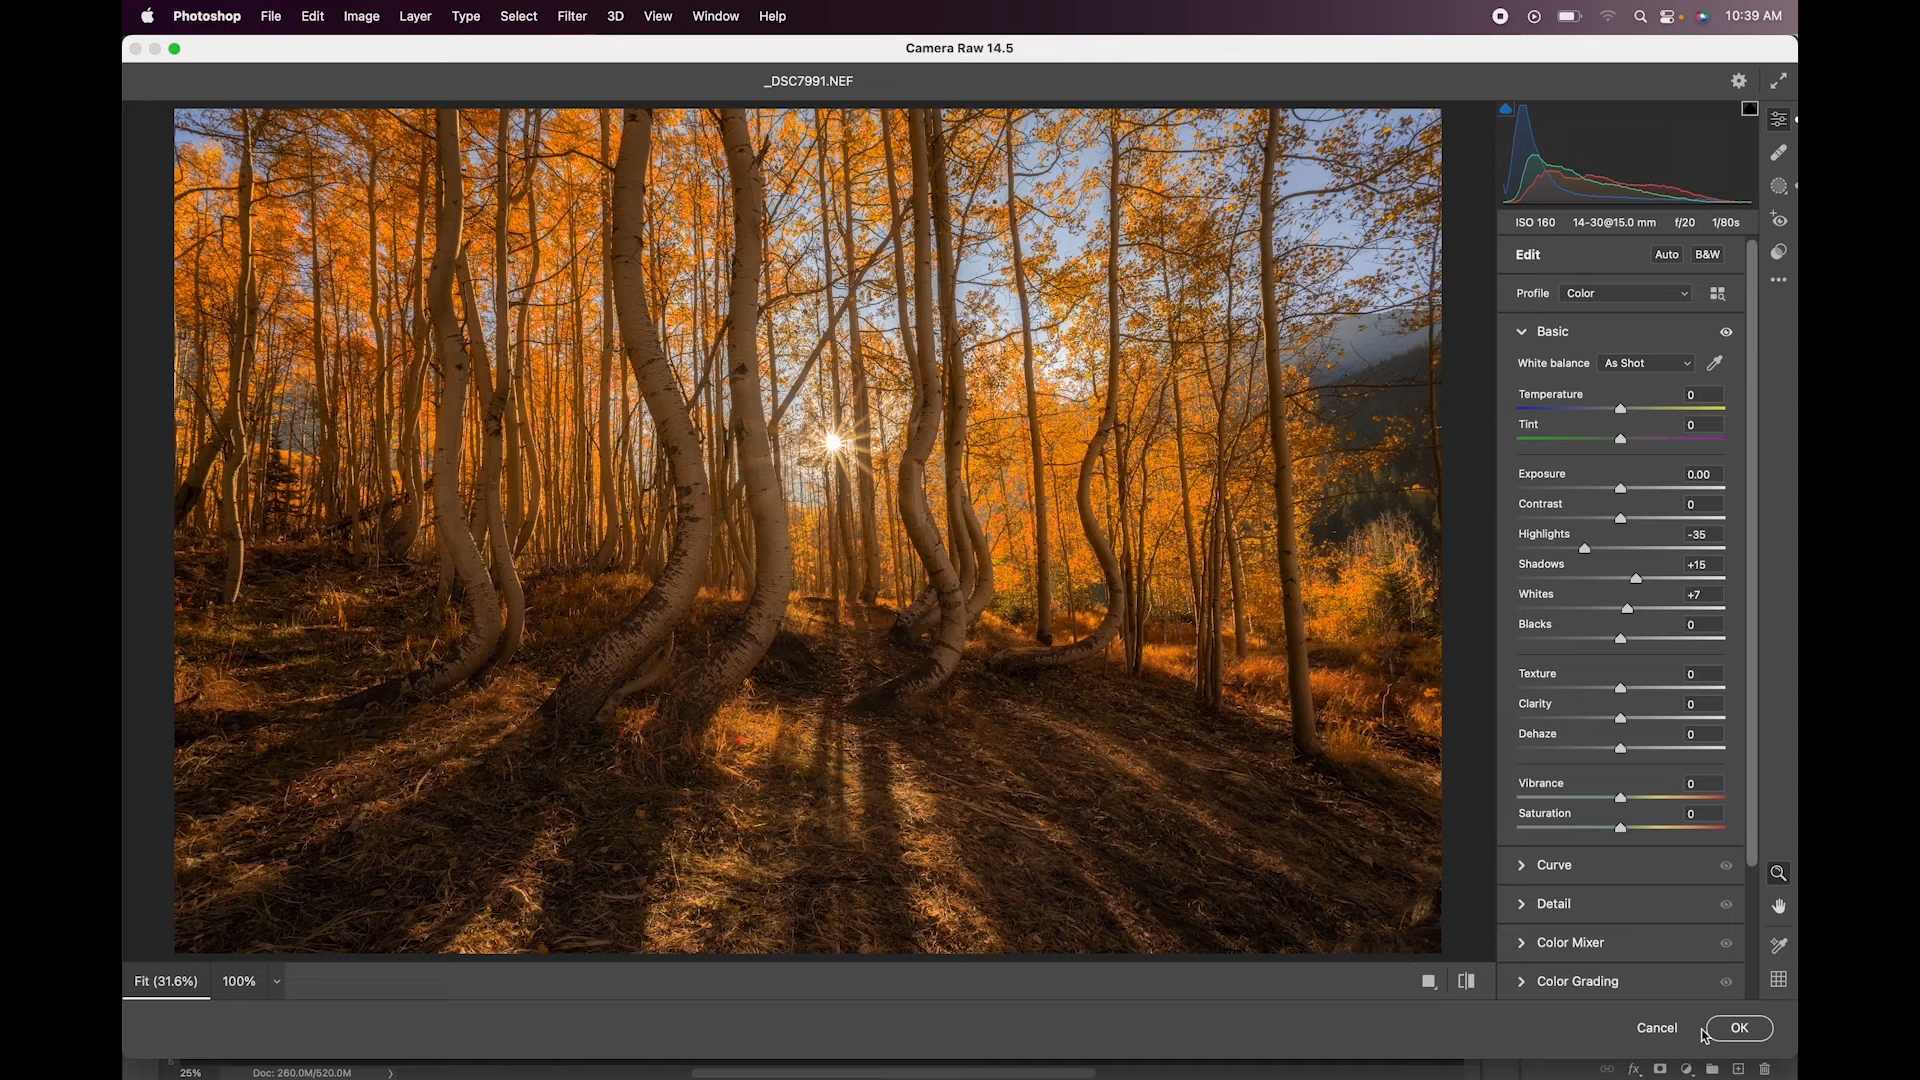 Photoshop File Edit Image Layer Type Select Filter 3D View Window Help 10:39 AM
Camera Raw 14.5
_DSC7991.NEF
ISO 160 14-30@15.0 mm f/20 1/80s
Edit Auto B&W
Profile Color
Basic
White balance As Shot
Temperature 0
Tint 0
Exposure 0.00
Contrast 0
Highlights -35
Shadows +15
Whites +7
Blacks 0
Texture 0
Clarity 0
Dehaze 0
Vibrance 0
Saturation 0
Curve
Detail
Color Mixer
Color Grading
Fit (31.6%) 100%
Cancel OK
25% Doc: 260.0M/520.0M
fx